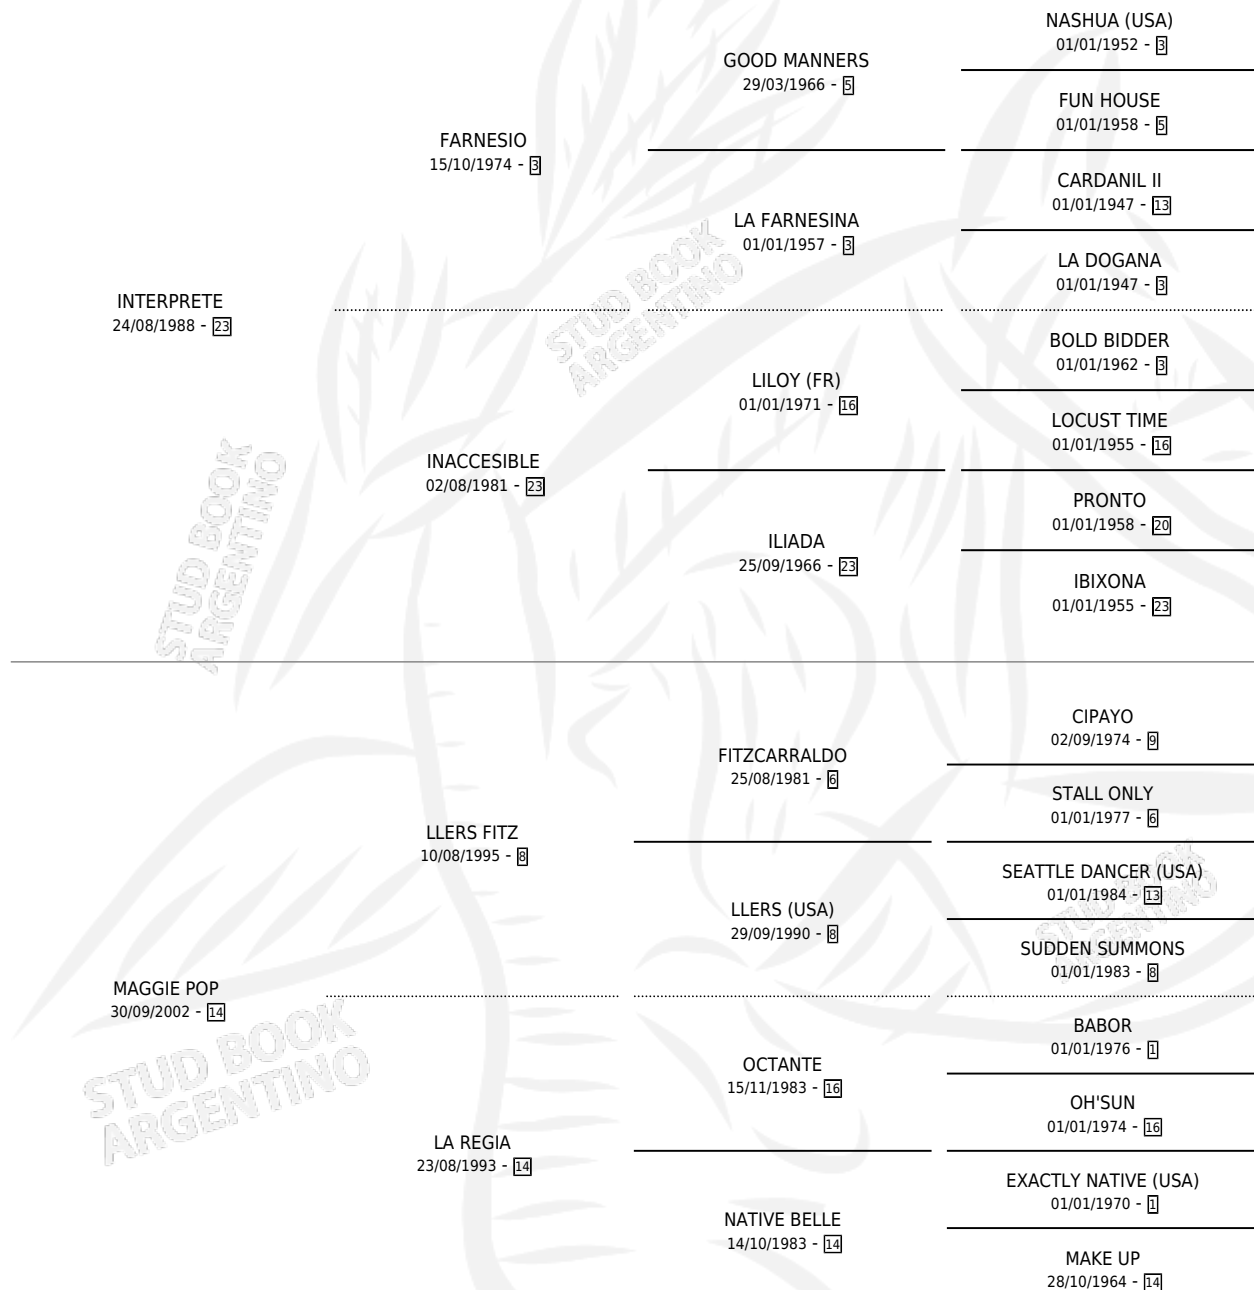 NASHUA (USA)
01/01/1952 - 3
GOOD MANNERS
29/03/1966 - 5
FUN HOUSE
01/01/1958 - 5
FARNESIO
15/10/1974 - 3
CARDANIL II
01/01/1947 - 13
LA FARNESINA
01/01/1957 - 3
LA DOGANA
01/01/1947 - 3
INTERPRETE
24/08/1988 - 23
BOLD BIDDER
01/01/1962 - 3
LILOY (FR)
01/01/1971 - 16
LOCUST TIME
01/01/1955 - 16
INACCESIBLE
02/08/1981 - 23
PRONTO
01/01/1958 - 20
ILIADA
25/09/1966 - 23
IBIXONA
01/01/1955 - 23
CIPAYO
02/09/1974 - 9
FITZCARRALDO
25/08/1981 - 6
STALL ONLY
01/01/1977 - 6
LLERS FITZ
10/08/1995 - 8
SEATTLE DANCER (USA)
01/01/1984 - 13
LLERS (USA)
29/09/1990 - 8
SUDDEN SUMMONS
01/01/1983 - 8
MAGGIE POP
30/09/2002 - 14
BABOR
01/01/1976 - 1
OCTANTE
15/11/1983 - 16
OH'SUN
01/01/1974 - 16
LA REGIA
23/08/1993 - 14
EXACTLY NATIVE (USA)
01/01/1970 - 1
NATIVE BELLE
14/10/1983 - 14
MAKE UP
28/10/1964 - 14
STUD BOOK
ARGENTINO
STUD BOOK
ARGENTINO
STUD BOOK
ARGENTINO
STUD BOOK
ARGENTINO